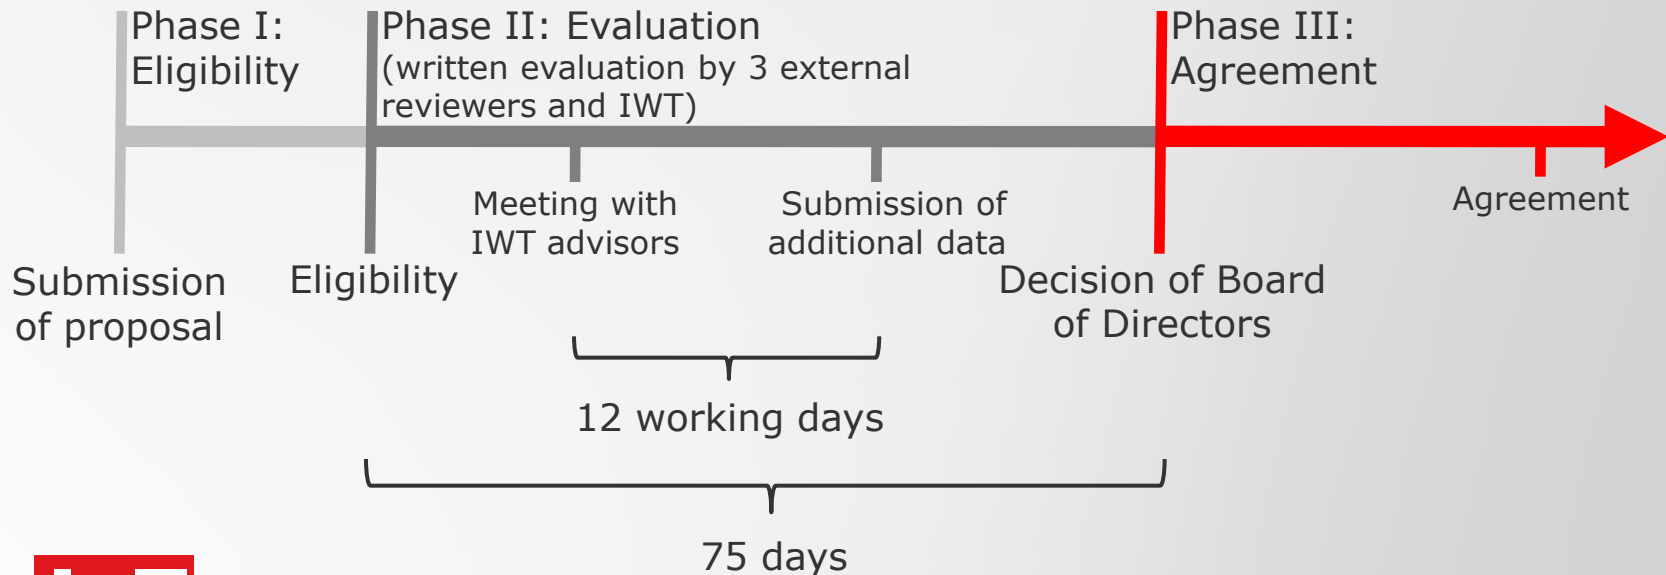 Phase I:
Eligibility
Phase II: Evaluation
(written evaluation by 3 external
reviewers and IWT)
Phase III:
Agreement
Meeting with
IWT advisors
Submission of
additional data
Agreement
Submission
of proposal
Eligibility
Decision of Board
of Directors
12 working days
75 days